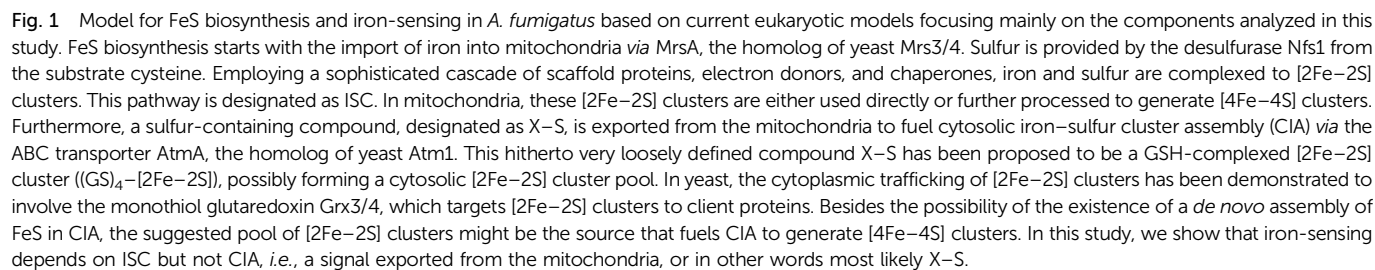 Fig. 1 Model for FeS biosynthesis and iron-sensing in A. fumigatus based on current eukaryotic models focusing mainly on the components analyzed in this
study. FeS biosynthesis starts with the import of iron into mitochondria via MrsA, the homolog of yeast Mrs3/4. Sulfur is provided by the desulfurase Nfs1 from
the substrate cysteine. Employing a sophisticated cascade of scaffold proteins, electron donors, and chaperones, iron and sulfur are complexed to [2Fe–2S]
clusters. This pathway is designated as ISC. In mitochondria, these [2Fe–2S] clusters are either used directly or further processed to generate [4Fe–4S] clusters.
Furthermore, a sulfur-containing compound, designated as X–S, is exported from the mitochondria to fuel cytosolic iron–sulfur cluster assembly (CIA) via the
ABC transporter AtmA, the homolog of yeast Atm1. This hitherto very loosely defined compound X–S has been proposed to be a GSH-complexed [2Fe–2S]
cluster ((GS)₄–[2Fe–2S]), possibly forming a cytosolic [2Fe–2S] cluster pool. In yeast, the cytoplasmic trafficking of [2Fe–2S] clusters has been demonstrated to
involve the monothiol glutaredoxin Grx3/4, which targets [2Fe–2S] clusters to client proteins. Besides the possibility of the existence of a de novo assembly of
FeS in CIA, the suggested pool of [2Fe–2S] clusters might be the source that fuels CIA to generate [4Fe–4S] clusters. In this study, we show that iron-sensing
depends on ISC but not CIA, i.e., a signal exported from the mitochondria, or in other words most likely X–S.